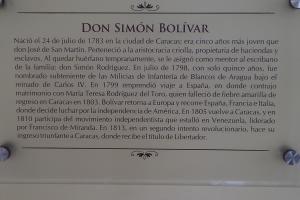 DON SIMÓN BOLÍVAR
Nació el 24 de julio de 1783 en la ciudad de Caracas; era cinco años más joven que
don José de San Martín. Perteneció a la aristocracia criolla, propietaria de haciendas y
esclavos. Al quedar huérfano tempranamente, se le asignó como mentor al escribano
de la familia: don Simón Rodríguez. En julio de 1798, con solo quince años, fue
nombrado subteniente de las Milicias de Infantería de Blancos de Aragua bajo el
reinado de Carlos IV. En 1799 emprendió viaje a España, en donde contrajo
matrimonio con María Teresa Rodríguez del Toro, quien falleció de fiebre amarilla de
regreso en Caracas en 1803. Bolívar retorna a Europa y recorre España, Francia e Italia,
donde decide luchar por la independencia de América. En 1805 vuelve a Caracas, y en
1810 participa del movimiento independentista que estalló en Venezuela, liderado
por Francisco de Miranda. En 1813, en un segundo intento revolucionario, hace su
ingreso triunfante a Caracas, donde recibe el título de Libertador.